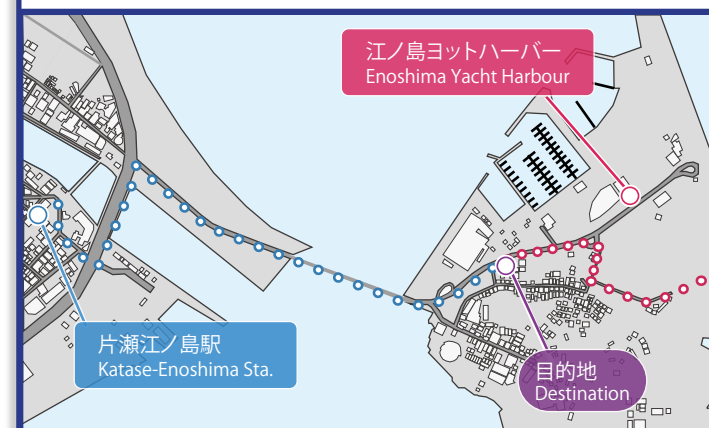 江ノ島ヨットハーバー
Enoshima Yacht Harbour
片瀬江ノ島駅
Katase-Enoshima Sta.
目的地
Destination